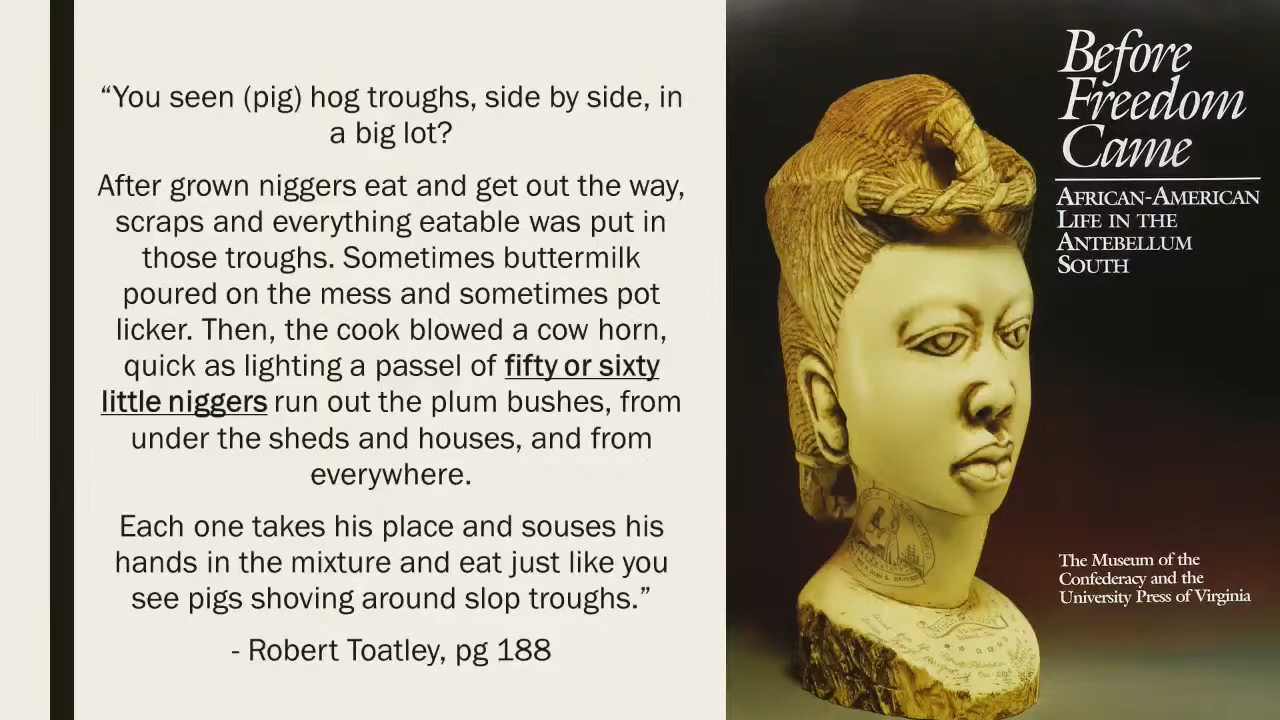 “You seen (pig) hog troughs, side by side, in
a big lot?
After grown niggers eat and get out the way,
scraps and everything eatable was put in
those troughs. Sometimes buttermilk
poured on the mess and sometimes pot
licker. Then, the cook blowed a cow horn,
quick as lighting a passel of fifty or sixty
little niggers run out the plum bushes, from
under the sheds and houses, and from
everywhere.
Each one takes his place and souses his
hands in the mixture and eat just like you
see pigs shoving around slop troughs.”
- Robert Toatley, pg 188
Before
Freedom
Came
AFRICAN-AMERICAN
LIFE IN THE
ANTEBELLUM
SOUTH
The Museum of the
Confederacy and the
University Press of Virginia